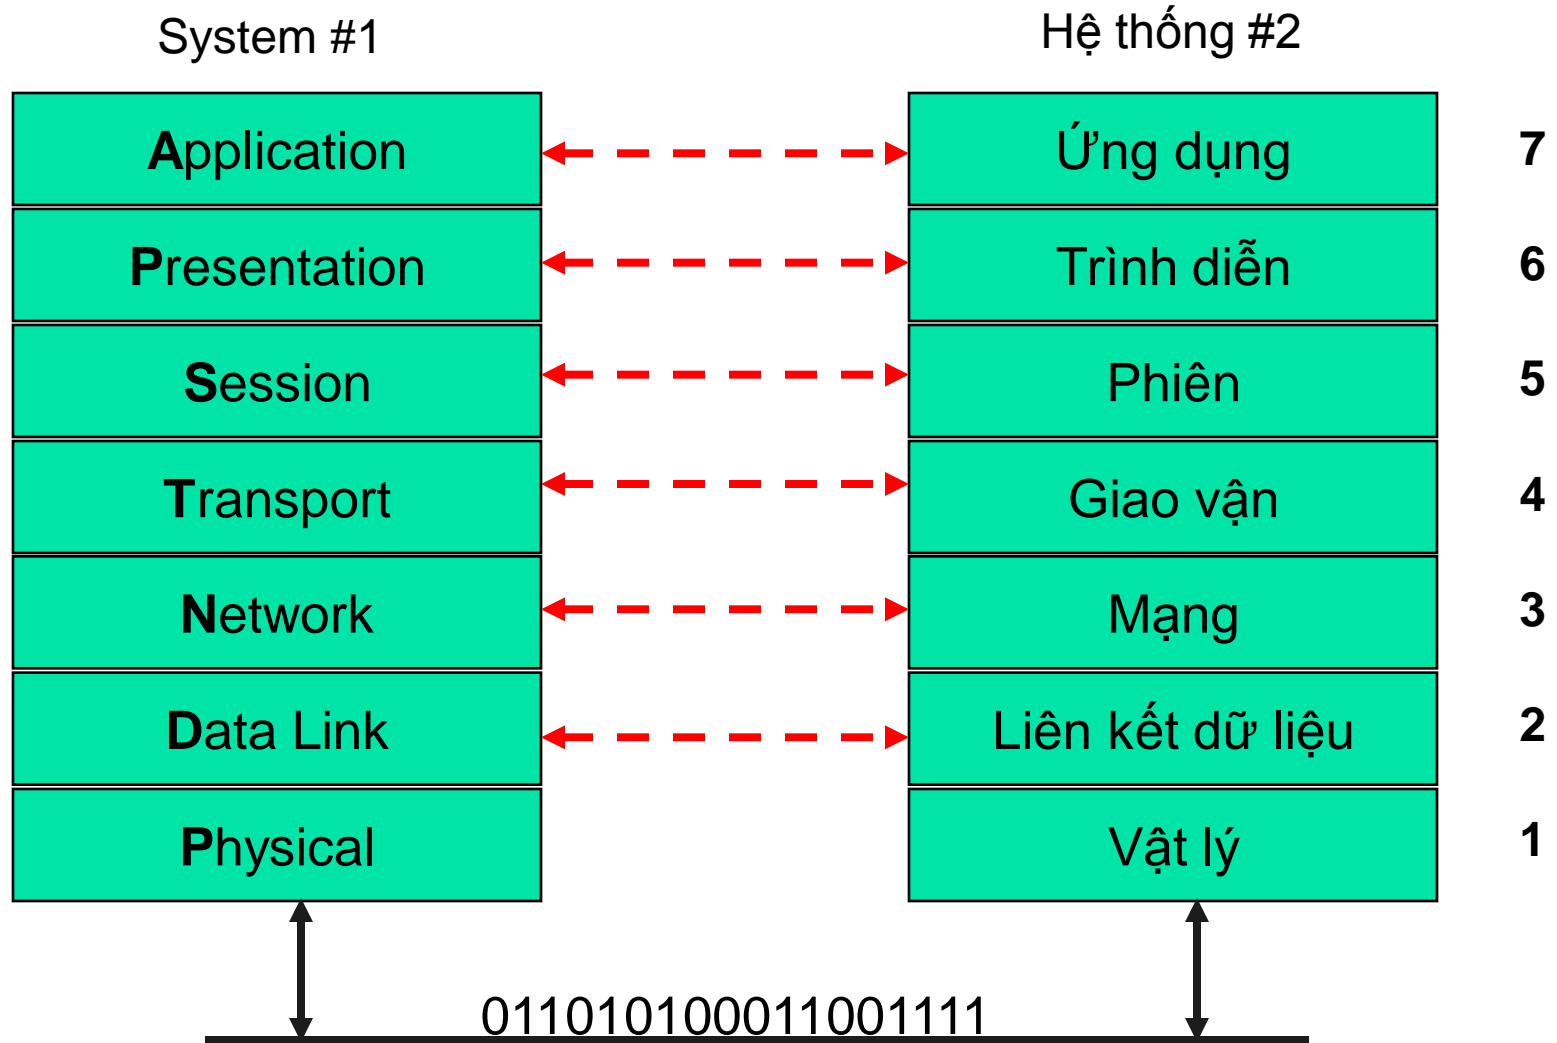 System #1 Hệ thống #2
Application Ứng dụng 7
Presentation Trình diễn 6
Session Phiên 5
Transport Giao vận 4
Network Mạng 3
Data Link Liên kết dữ liệu 2
Physical Vật lý 1
011010100011001111